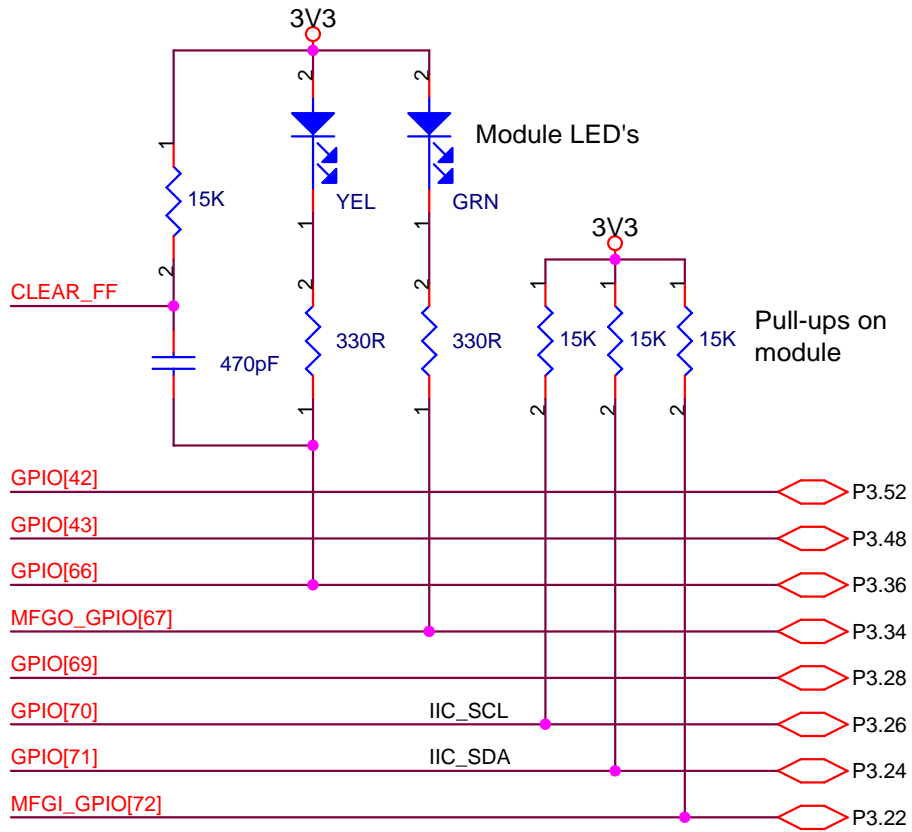 3V3
2
2
Module LED's
1
15K
YEL
GRN
1
1
3V3
2
CLEAR_FF
2
2
1
1
1
470pF
330R
330R
15K
15K
15K
Pull-ups on
module
1
1
2
2
2
GPIO[42]
P3.52
GPIO[43]
P3.48
GPIO[66]
P3.36
MFGO_GPIO[67]
P3.34
GPIO[69]
P3.28
GPIO[70]
IIC_SCL
P3.26
GPIO[71]
IIC_SDA
P3.24
MFGI_GPIO[72]
P3.22